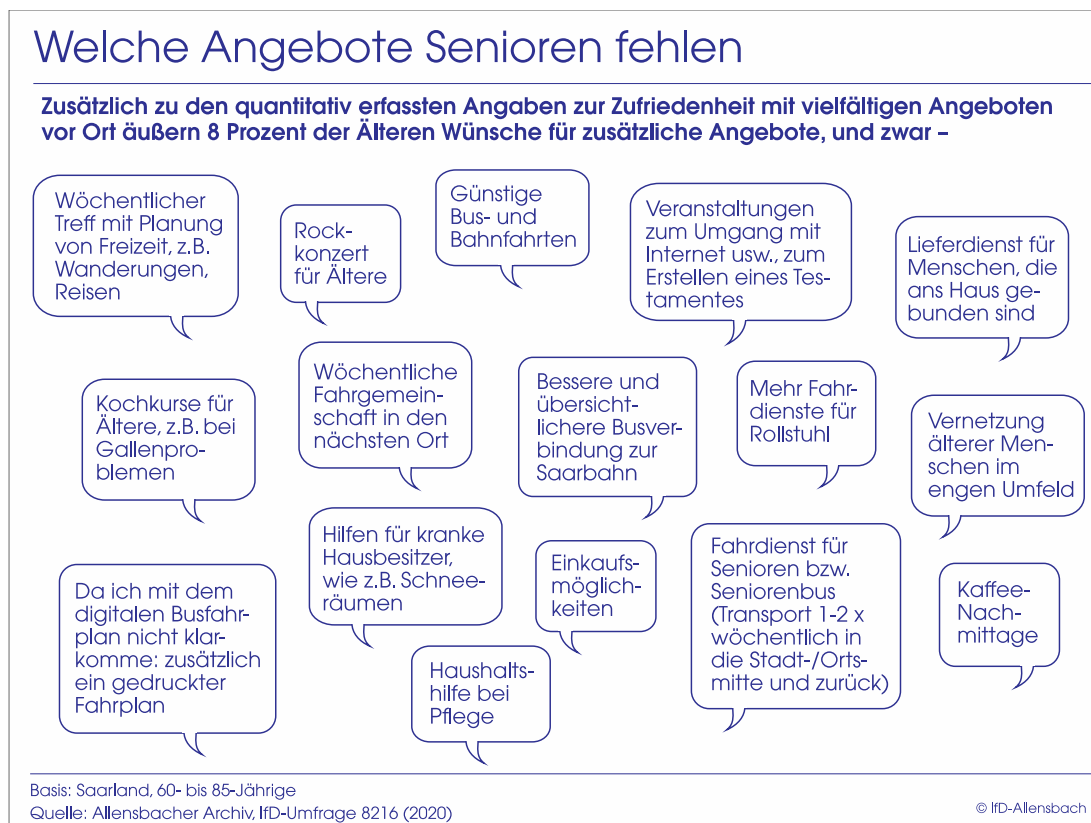 Welche Angebote Senioren fehlen
Zusätzlich zu den quantitativ erfassten Angaben zur Zufriedenheit mit vielfältigen Angeboten
vor Ort äußern 8 Prozent der Älteren Wünsche für zusätzliche Angebote, und zwar –
Wöchentlicher
Treff mit Planung
von Freizeit, z.B.
Wanderungen,
Reisen
Rock-
konzert
für Ältere
Günstige
Bus- und
Bahnfahrten
Veranstaltungen
zum Umgang mit
Internet usw., zum
Erstellen eines Tes-
tamentes
Lieferdienst für
Menschen, die
ans Haus ge-
bunden sind
Kochkurse für
Ältere, z.B. bei
Gallenpro-
blemen
Wöchentliche
Fahrgemein-
schaft in den
nächsten Ort
Bessere und
übersicht-
lichere Busver-
bindung zur
Saarbahn
Mehr Fahr-
dienste für
Rollstuhl
Vernetzung
älterer Men-
schen im
engen Umfeld
Da ich mit dem
digitalen Busfahr-
plan nicht klar-
komme: zusätzlich
ein gedruckter
Fahrplan
Hilfen für kranke
Hausbesitzer,
wie z.B. Schnee-
räumen
Haushalts-
hilfe bei
Pflege
Einkaufs-
möglich-
keiten
Fahrdienst für
Senioren bzw.
Seniorenbus
(Transport 1-2 x
wöchentlich in
die Stadt-/Orts-
mitte und zurück)
Kaffee-
Nach-
mittage
Basis: Saarland, 60- bis 85-Jährige
Quelle: Allensbacher Archiv, IfD-Umfrage 8216 (2020)
© IfD-Allensbach